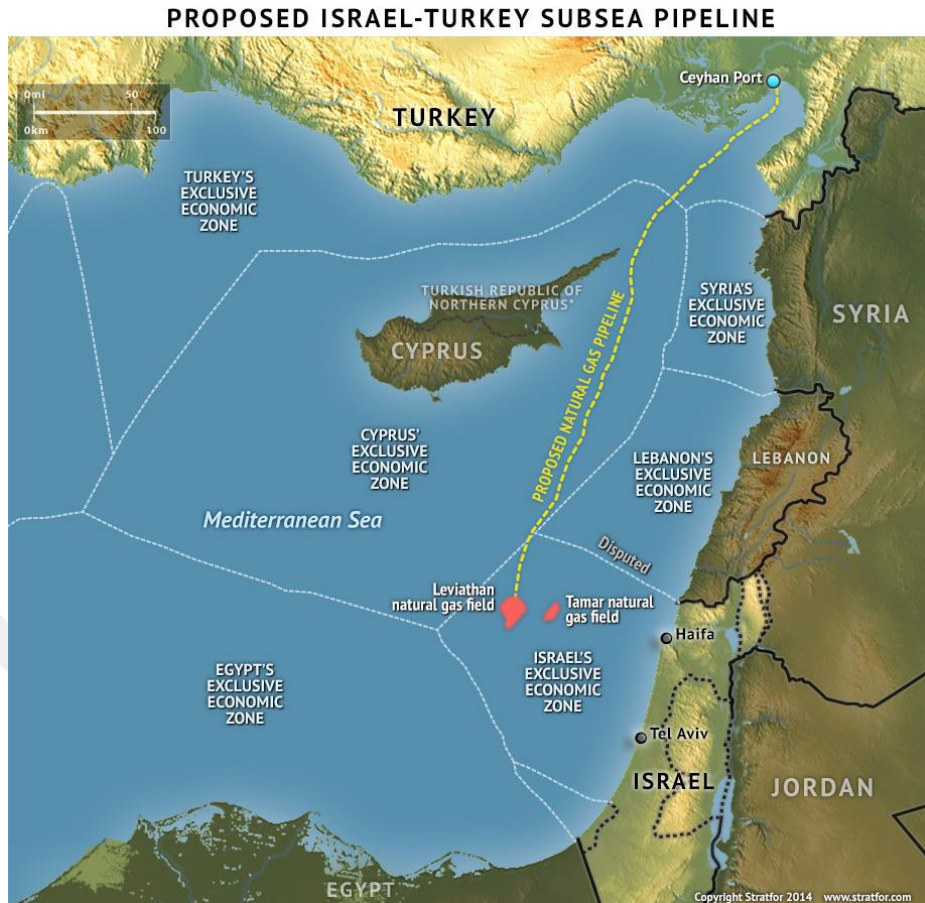 PROPOSED ISRAEL-TURKEY SUBSEA PIPELINE
0mi 50
0km 100
Ceyhan Port
TURKEY
TURKEY'S
EXCLUSIVE
ECONOMIC
ZONE
TURKISH REPUBLIC OF
NORTHERN CYPRUS*
SYRIA'S
EXCLUSIVE
ECONOMIC
ZONE
SYRIA
CYPRUS
PROPOSED NATURAL GAS PIPELINE
CYPRUS'
EXCLUSIVE
ECONOMIC
ZONE
LEBANON'S
EXCLUSIVE
ECONOMIC
ZONE
LEBANON
Mediterranean Sea
Disputed
Leviathan
natural gas field
Tamar natural
gas field
Haifa
EGYPT'S
EXCLUSIVE
ECONOMIC
ZONE
ISRAEL'S
EXCLUSIVE
ECONOMIC
ZONE
Tel Aviv
ISRAEL
JORDAN
EGYPT
Copyright Stratfor 2014 www.stratfor.com